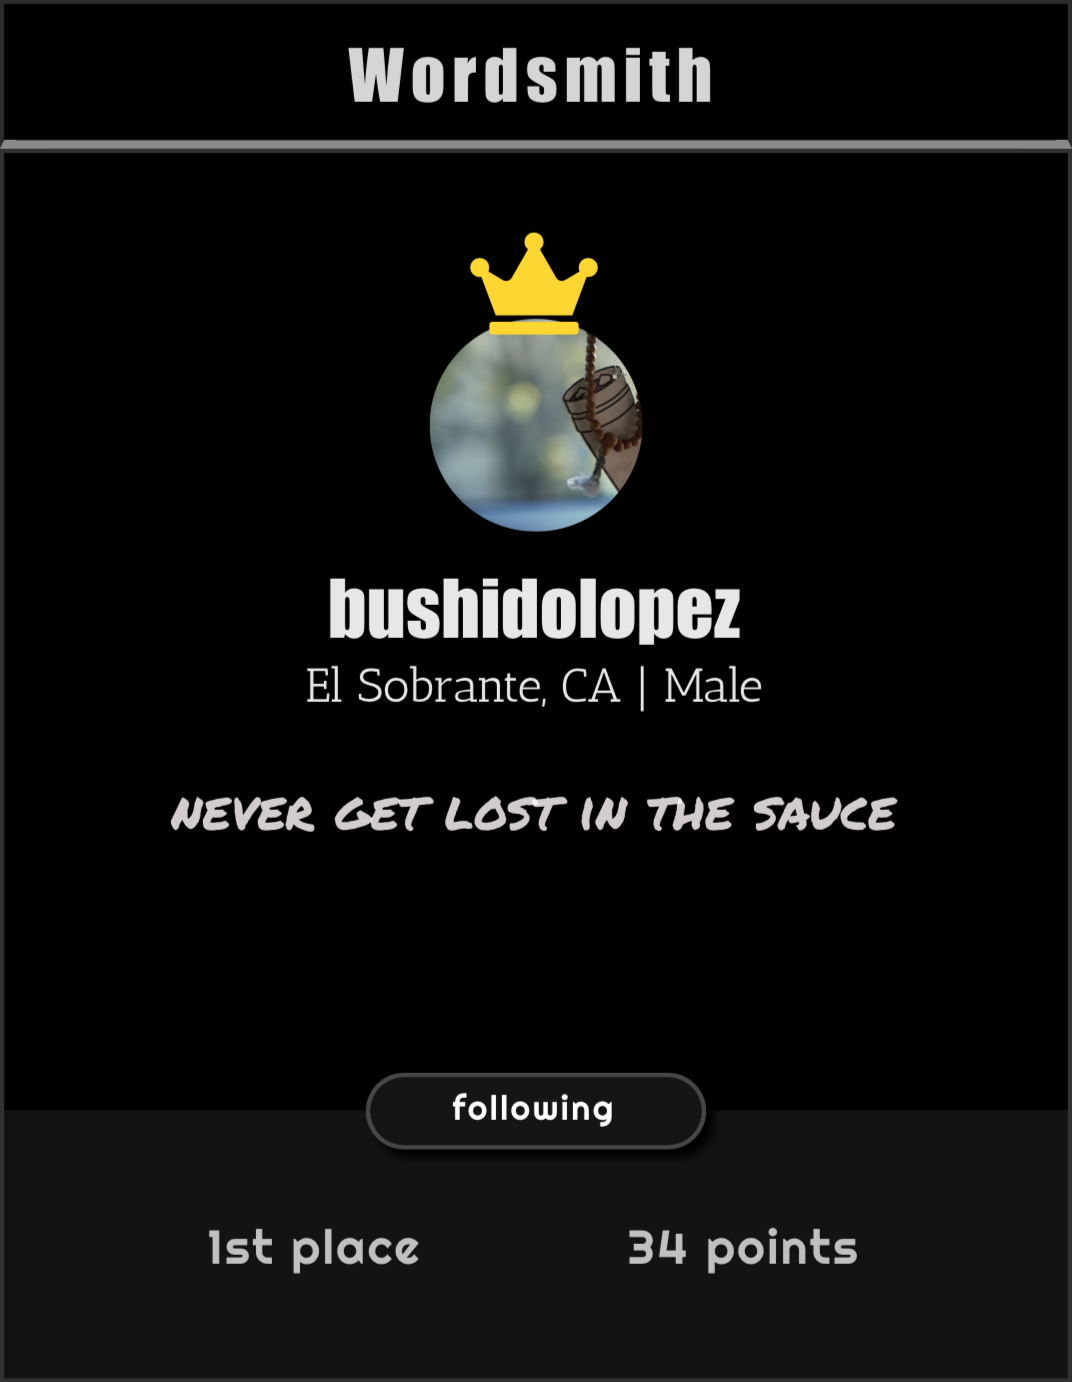 Wordsmith
bushidolopez
El Sobrante, CA | Male
NEVER GET LOST IN THE SAUCE
following
1st place 34 points